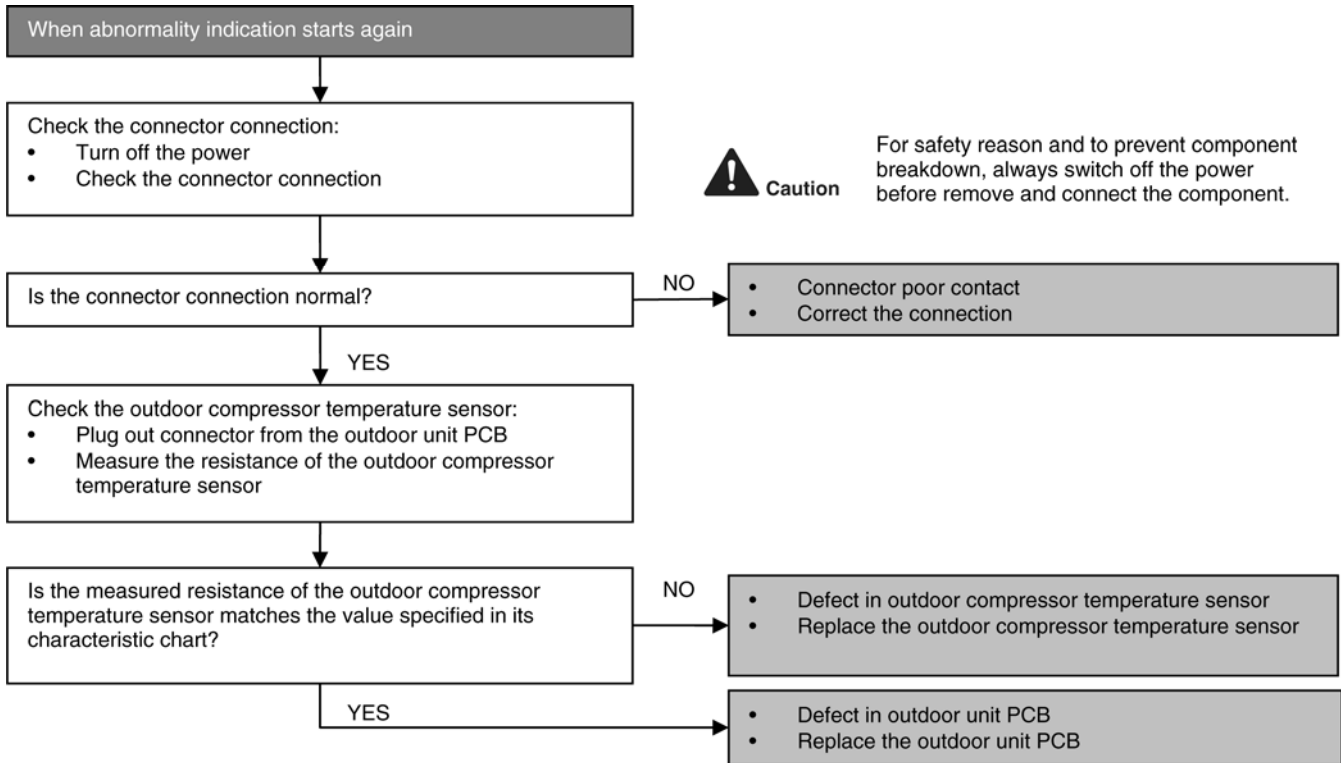 When abnormality indication starts again
Check the connector connection:
• Turn off the power
• Check the connector connection
For safety reason and to prevent component
breakdown, always switch off the power
before remove and connect the component.
Caution
Is the connector connection normal?
NO
• Connector poor contact
• Correct the connection
YES
Check the outdoor compressor temperature sensor:
• Plug out connector from the outdoor unit PCB
• Measure the resistance of the outdoor compressor
temperature sensor
Is the measured resistance of the outdoor compressor
temperature sensor matches the value specified in its
characteristic chart?
NO
• Defect in outdoor compressor temperature sensor
• Replace the outdoor compressor temperature sensor
YES
• Defect in outdoor unit PCB
• Replace the outdoor unit PCB